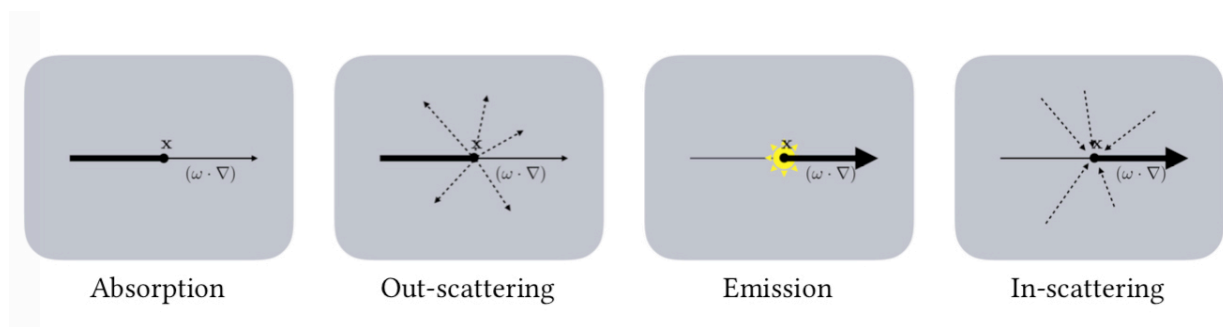 x
(ω · ∇)
Absorption
x
(ω · ∇)
Out-scattering
x
(ω · ∇)
Emission
x
(ω · ∇)
In-scattering